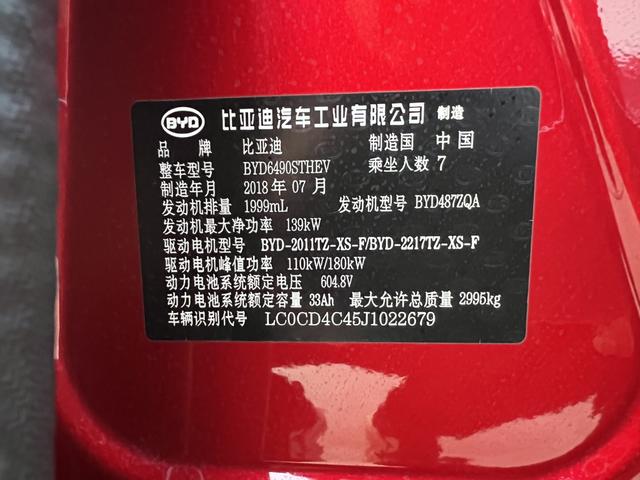 BYD 比亚迪汽车工业有限公司 制造
品牌 比亚迪 制造国 中国
整车型号 BYD6490STHEV 乘坐人数 7
制造年月 2018 年 07 月
发动机排量 1999mL 发动机型号 BYD487ZQA
发动机最大净功率 139kW
驱动电机型号 BYD-2011TZ-XS-F/BYD-2217TZ-XS-F
驱动电机峰值功率 110kW/180kW
动力电池系统额定电压 604.8V
动力电池系统额定容量 33Ah 最大允许总质量 2995kg
车辆识别代号 LC0CD4C45J1022679